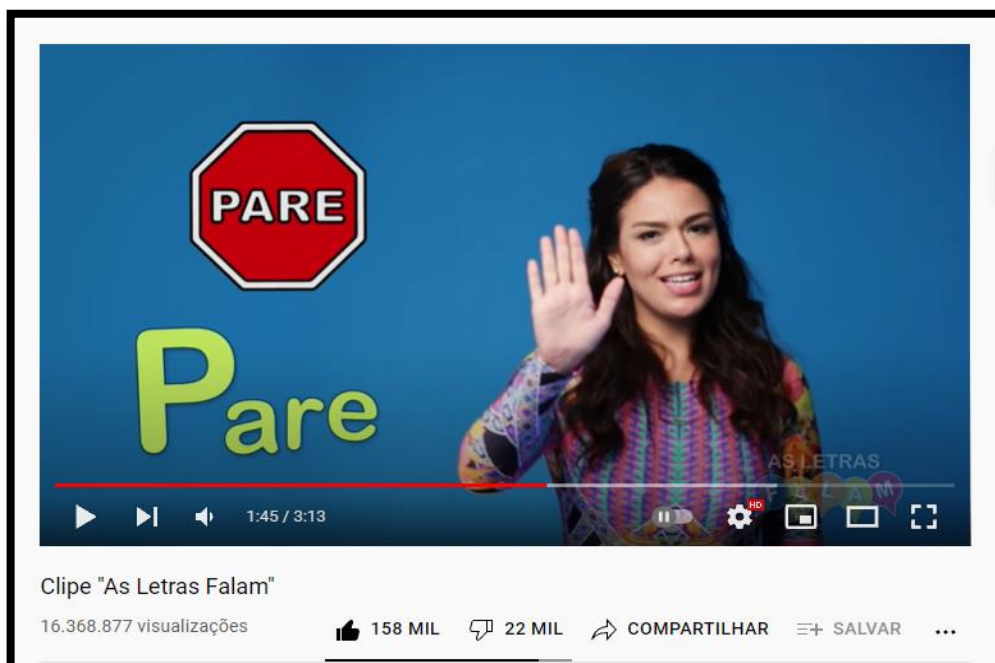 PARE
Pare
AS LETRAS
FALAM
1:45 / 3:13
HD
Clipe "As Letras Falam"
16.368.877 visualizações
158 MIL
22 MIL
COMPARTILHAR
SALVAR